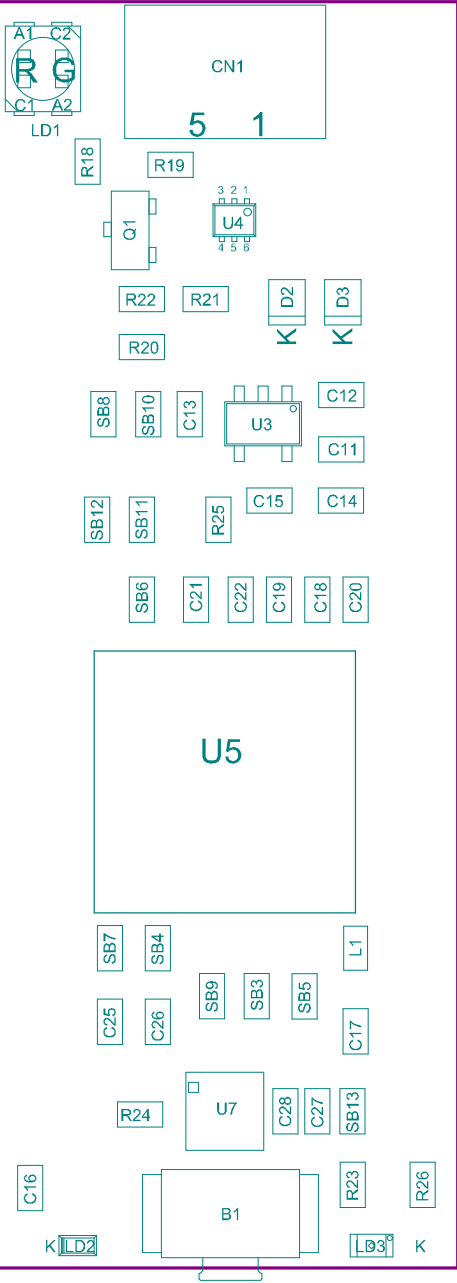 A1 C2
CN1
R G
C1 A2
5 1
LD1
R18
R19
3 2 1
U4
Q1
4 5 6
R22
R21
D2
D3
K
K
R20
C12
SB8
SB10
C13
U3
C11
C15
C14
SB12
SB11
R25
SB6
C21
C22
C19
C18
C20
U5
SB7
SB4
L1
SB9
SB3
SB5
C25
C26
C17
R24
U7
C28
C27
SB13
C16
R23
R26
B1
K
LD2
LD3
K